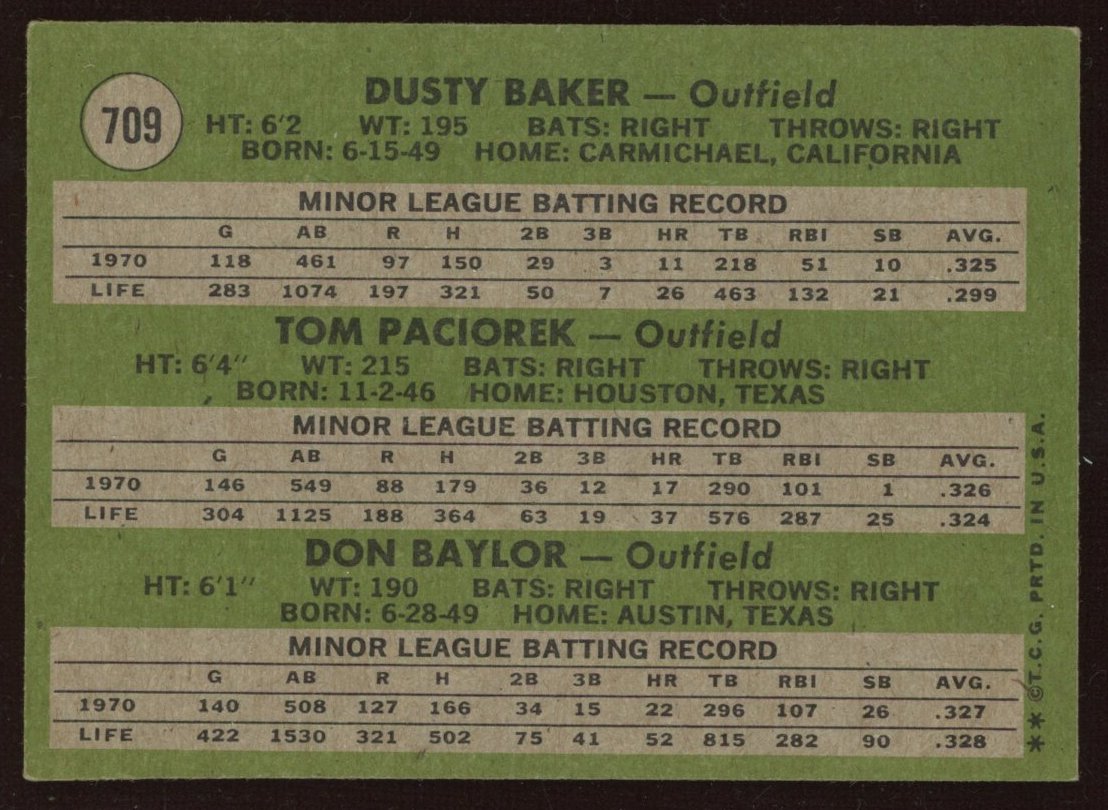 709
DUSTY BAKER — Outfield
HT: 6'2 WT: 195 BATS: RIGHT THROWS: RIGHT
BORN: 6-15-49 HOME: CARMICHAEL, CALIFORNIA
MINOR LEAGUE BATTING RECORD
G AB R H 2B 3B HR TB RBI SB AVG.
1970 118 461 97 150 29 3 11 218 51 10 .325
LIFE 283 1074 197 321 50 7 26 463 132 21 .299
TOM PACIOREK — Outfield
HT: 6'4" WT: 215 BATS: RIGHT THROWS: RIGHT
BORN: 11-2-46 HOME: HOUSTON, TEXAS
MINOR LEAGUE BATTING RECORD
G AB R H 2B 3B HR TB RBI SB AVG.
1970 146 549 88 179 36 12 17 290 101 1 .326
LIFE 304 1125 188 364 63 19 37 576 287 25 .324
DON BAYLOR — Outfield
HT: 6'1" WT: 190 BATS: RIGHT THROWS: RIGHT
BORN: 6-28-49 HOME: AUSTIN, TEXAS
MINOR LEAGUE BATTING RECORD
G AB R H 2B 3B HR TB RBI SB AVG.
1970 140 508 127 166 34 15 22 296 107 26 .327
LIFE 422 1530 321 502 75 41 52 815 282 90 .328
** ©T.C.G. PRTD. IN U.S.A.